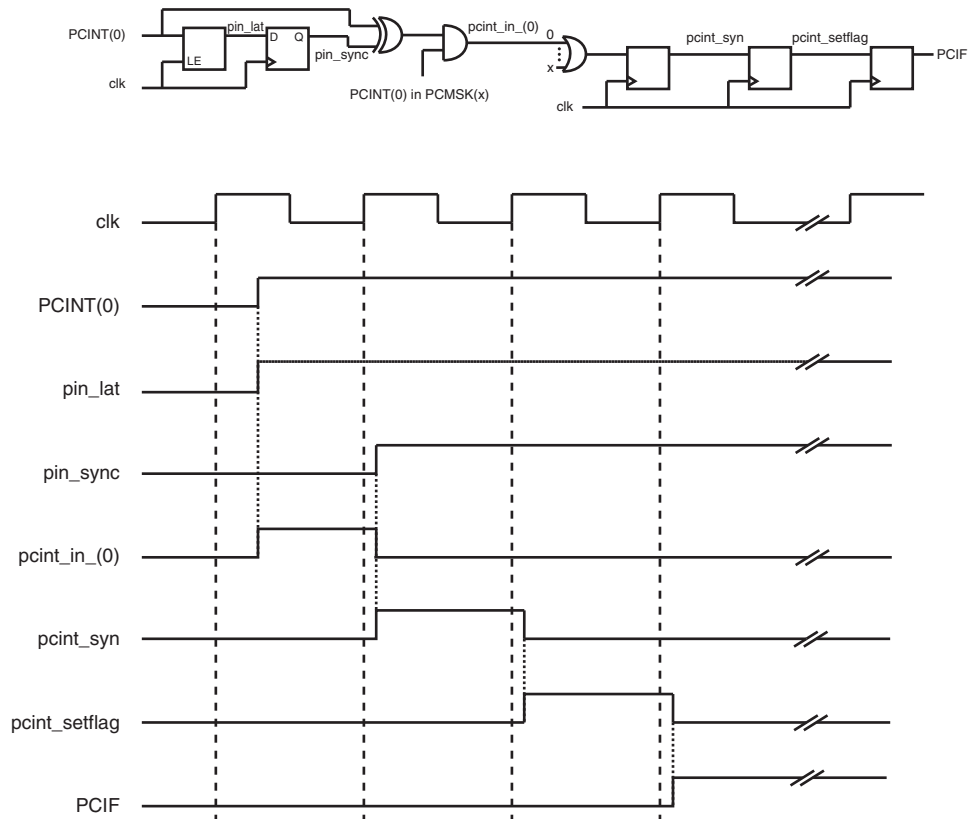 PCINT(0)
pin_lat
LE
D Q
pin_sync
clk
PCINT(0) in PCMSK(x)
pcint_in_(0)
0
x
clk
pcint_syn
pcint_setflag
PCIF
clk
PCINT(0)
pin_lat
pin_sync
pcint_in_(0)
pcint_syn
pcint_setflag
PCIF